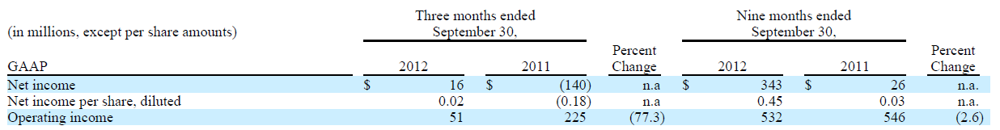 Three months ended Nine months ended
(in millions, except per share amounts) September 30, September 30,
Percent Percent
GAAP 2012 2011 Change 2012 2011 Change
Net income $ 16 $ (140) n.a $ 343 $ 26 n.a.
Net income per share, diluted 0.02 (0.18) n.a 0.45 0.03 n.a.
Operating income 51 225 (77.3) 532 546 (2.6)